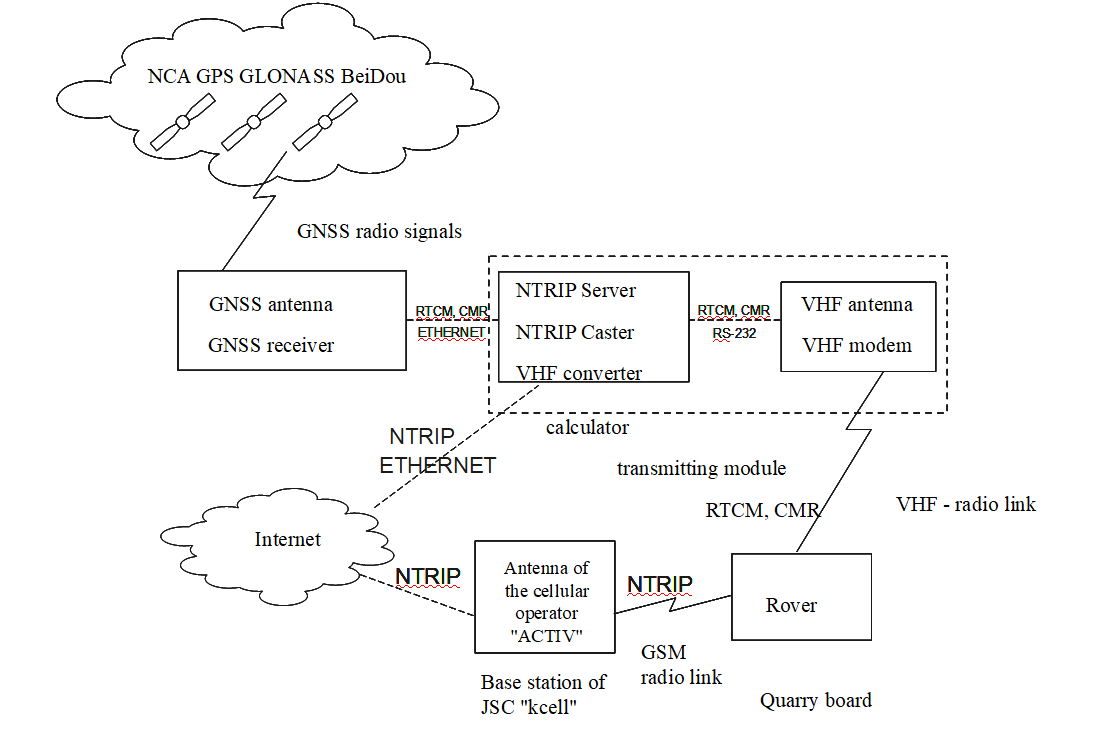 NCA GPS GLONASS BeiDou
GNSS radio signals
GNSS antenna
GNSS receiver
RTCM, CMR
ETHERNET
NTRIP Server
NTRIP Caster
VHF converter
RTCM, CMR
RS-232
VHF antenna
VHF modem
calculator
transmitting module
NTRIP
ETHERNET
RTCM, CMR
VHF - radio link
Internet
NTRIP
Antenna of
the cellular
operator
"ACTIV"
NTRIP
GSM
radio link
Rover
Base station of
JSC "kcell"
Quarry board